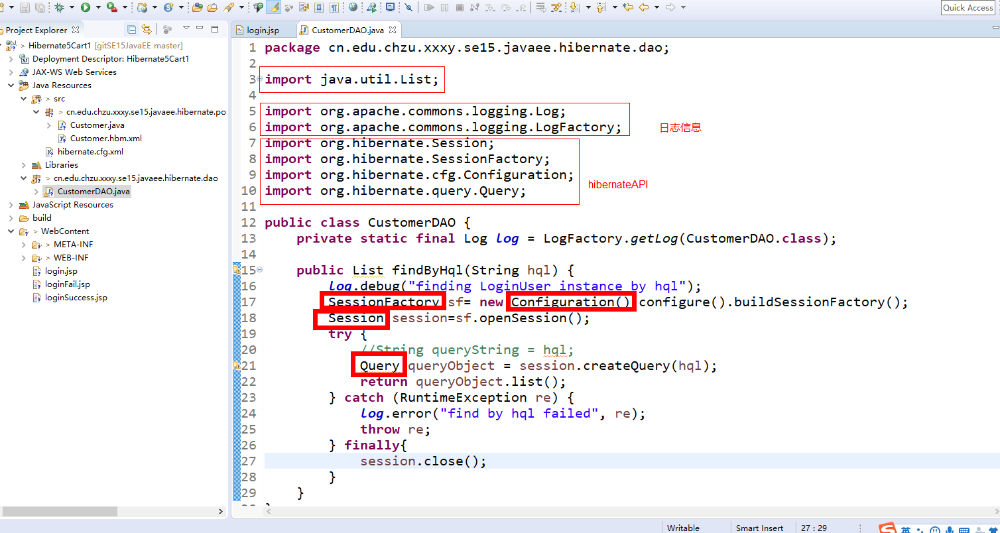 Quick Access
Project Explorer
login.jsp
CustomerDAO.java
> Hibernate5Cart1 [gitSE15JavaEE master]
Deployment Descriptor: Hibernate5Cart1
JAX-WS Web Services
Java Resources
> src
> cn.edu.chzu.xxxy.se15.javaee.hibernate.po
Customer.java
Customer.hbm.xml
hibernate.cfg.xml
Libraries
> cn.edu.chzu.xxxy.se15.javaee.hibernate.dao
CustomerDAO.java
JavaScript Resources
build
> WebContent
> META-INF
> WEB-INF
login.jsp
loginFail.jsp
loginSuccess.jsp
1 package cn.edu.chzu.xxxy.se15.javaee.hibernate.dao;
2
3 import java.util.List;
4
5 import org.apache.commons.logging.Log;
6 import org.apache.commons.logging.LogFactory;
日志信息
7 import org.hibernate.Session;
8 import org.hibernate.SessionFactory;
9 import org.hibernate.cfg.Configuration;
hibernateAPI
10 import org.hibernate.query.Query;
11
12 public class CustomerDAO {
13 private static final Log log = LogFactory.getLog(CustomerDAO.class);
14
15 public List findByHql(String hql) {
16 log.debug("finding LoginUser instance by hql");
17 SessionFactory sf= new Configuration() configure().buildSessionFactory();
18 Session session=sf.openSession();
19 try {
20 //String queryString = hql;
21 Query queryObject = session.createQuery(hql);
22 return queryObject.list();
23 } catch (RuntimeException re) {
24 log.error("find by hql failed", re);
25 throw re;
26 } finally{
27 session.close();
28 }
29 }
Writable
Smart Insert
27 : 29
英